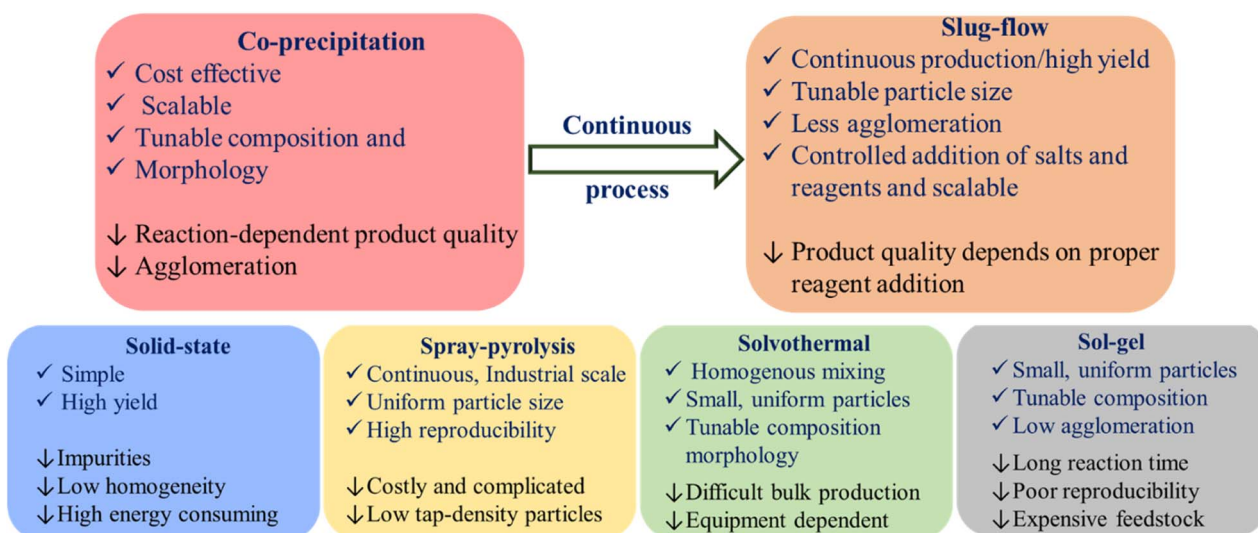 Co-precipitation
✓ Cost effective
✓ Scalable
✓ Tunable composition and
✓ Morphology
↓ Reaction-dependent product quality
↓ Agglomeration
Continuous
process
Slug-flow
✓ Continuous production/high yield
✓ Tunable particle size
✓ Less agglomeration
✓ Controlled addition of salts and
reagents and scalable
↓ Product quality depends on proper
reagent addition
Solid-state
✓ Simple
✓ High yield
↓Impurities
↓Low homogeneity
↓High energy consuming
Spray-pyrolysis
✓ Continuous, Industrial scale
✓ Uniform particle size
✓ High reproducibility
↓Costly and complicated
↓Low tap-density particles
Solvothermal
✓ Homogenous mixing
✓ Small, uniform particles
✓ Tunable composition
morphology
↓Difficult bulk production
↓Equipment dependent
Sol-gel
✓ Small, uniform particles
✓ Tunable composition
✓ Low agglomeration
↓Long reaction time
↓Poor reproducibility
↓Expensive feedstock